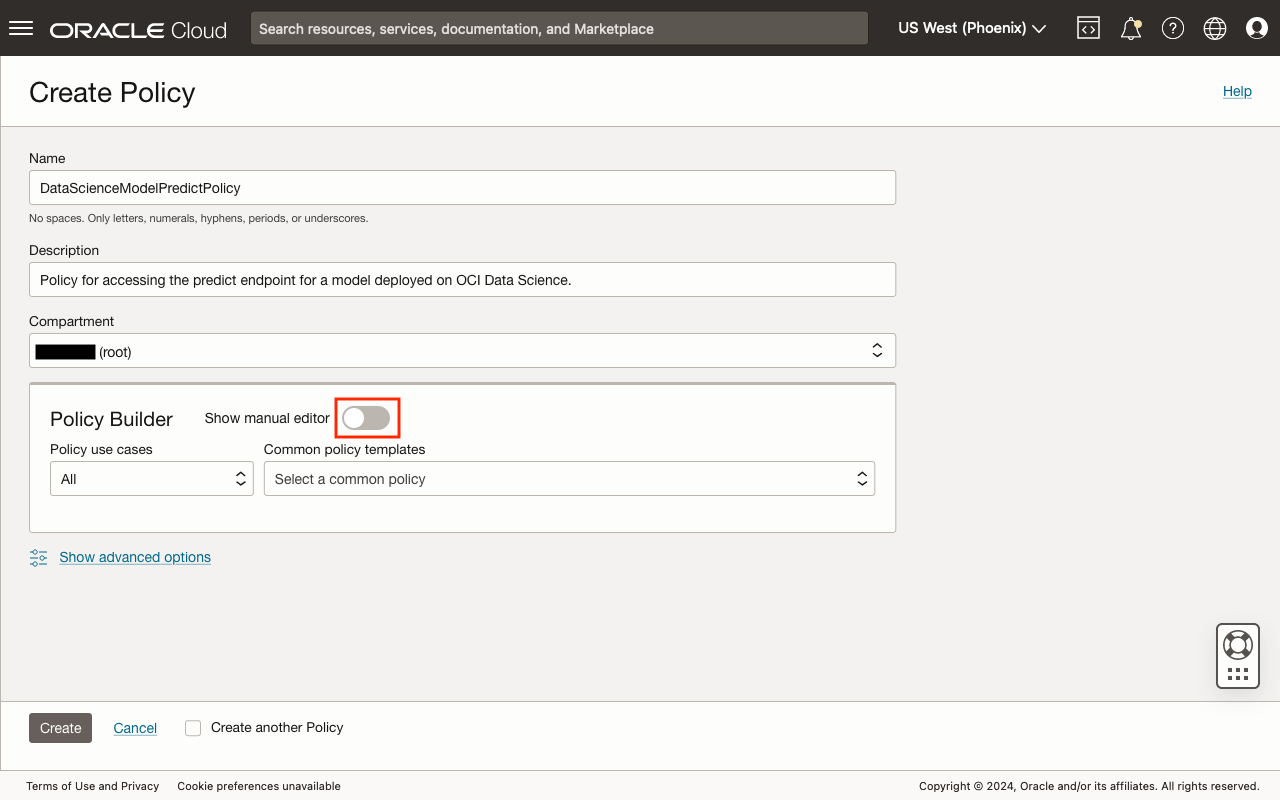 ORACLE Cloud
Search resources, services, documentation, and Marketplace
US West (Phoenix)
Create Policy
Help
Name
DataScienceModelPredictPolicy
No spaces. Only letters, numerals, hyphens, periods, or underscores.
Description
Policy for accessing the predict endpoint for a model deployed on OCI Data Science.
Compartment
(root)
Policy Builder
Show manual editor
Policy use cases
Common policy templates
All
Select a common policy
Show advanced options
Create
Cancel
Create another Policy
Terms of Use and Privacy
Cookie preferences unavailable
Copyright © 2024, Oracle and/or its affiliates. All rights reserved.